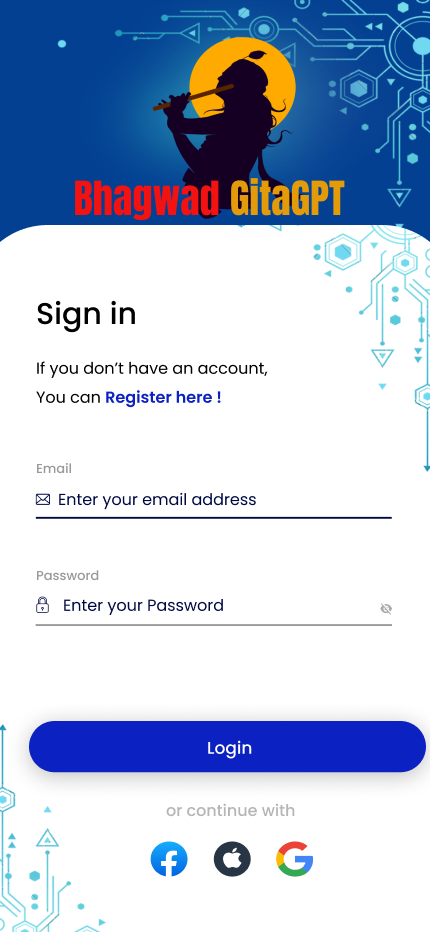 Bhagwad GitaGPT
Sign in
If you don’t have an account,
You can Register here !
Email
Enter your email address
Password
Enter your Password
Login
or continue with